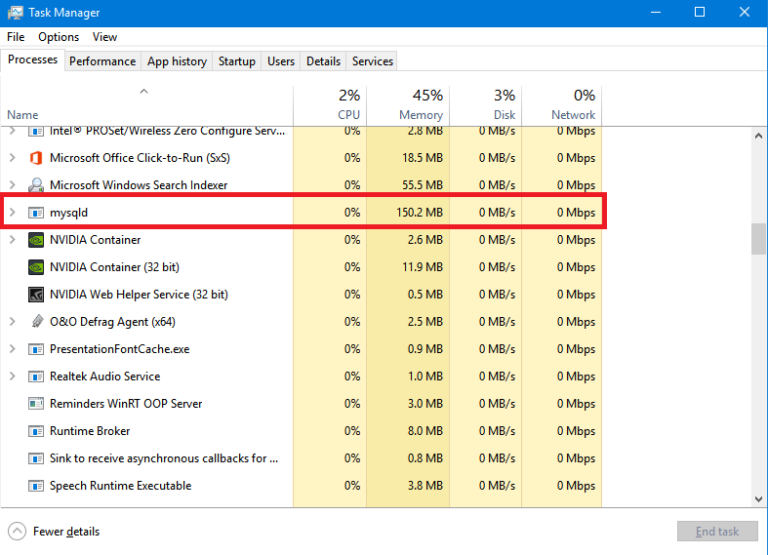 Task Manager
File Options View
Processes Performance App history Startup Users Details Services
2% 45% 3% 0%
Name CPU Memory Disk Network
Intel® PROSet/Wireless Zero Configure Serv... 0% 2.8 MB 0 MB/s 0 Mbps
Microsoft Office Click-to-Run (SxS) 0% 18.5 MB 0 MB/s 0 Mbps
Microsoft Windows Search Indexer 0% 55.5 MB 0 MB/s 0 Mbps
mysqld 0% 150.2 MB 0 MB/s 0 Mbps
NVIDIA Container 0% 2.6 MB 0 MB/s 0 Mbps
NVIDIA Container (32 bit) 0% 11.9 MB 0 MB/s 0 Mbps
NVIDIA Web Helper Service (32 bit) 0% 0.5 MB 0 MB/s 0 Mbps
O&O Defrag Agent (x64) 0% 2.5 MB 0 MB/s 0 Mbps
PresentationFontCache.exe 0% 0.9 MB 0 MB/s 0 Mbps
Realtek Audio Service 0% 1.0 MB 0 MB/s 0 Mbps
Reminders WinRT OOP Server 0% 3.0 MB 0 MB/s 0 Mbps
Runtime Broker 0% 8.0 MB 0 MB/s 0 Mbps
Sink to receive asynchronous callbacks for ... 0% 0.8 MB 0 MB/s 0 Mbps
Speech Runtime Executable 0% 3.8 MB 0 MB/s 0 Mbps
Fewer details End task